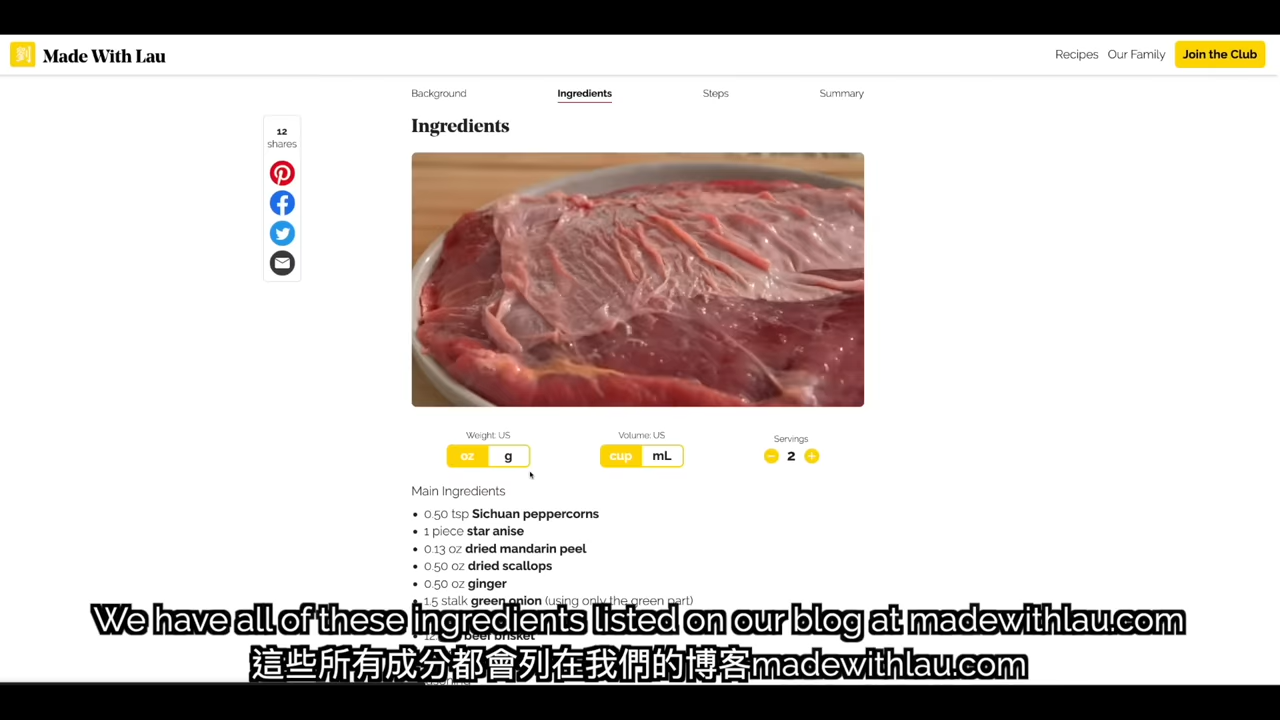 劉 Made With Lau
Recipes Our Family Join the Club
Background Ingredients Steps Summary
Ingredients
12
shares
Weight: US
oz g
Volume: US
cup mL
Servings
2
Main Ingredients
0.50 tsp Sichuan peppercorns
1 piece star anise
0.13 oz dried mandarin peel
0.50 oz dried scallops
0.50 oz ginger
1.5 stalk green onion (using only the green part)
beef brisket
We have all of these ingredients listed on our blog at madewithlau.com
這些所有成分都會列在我們的博客madewithlau.com